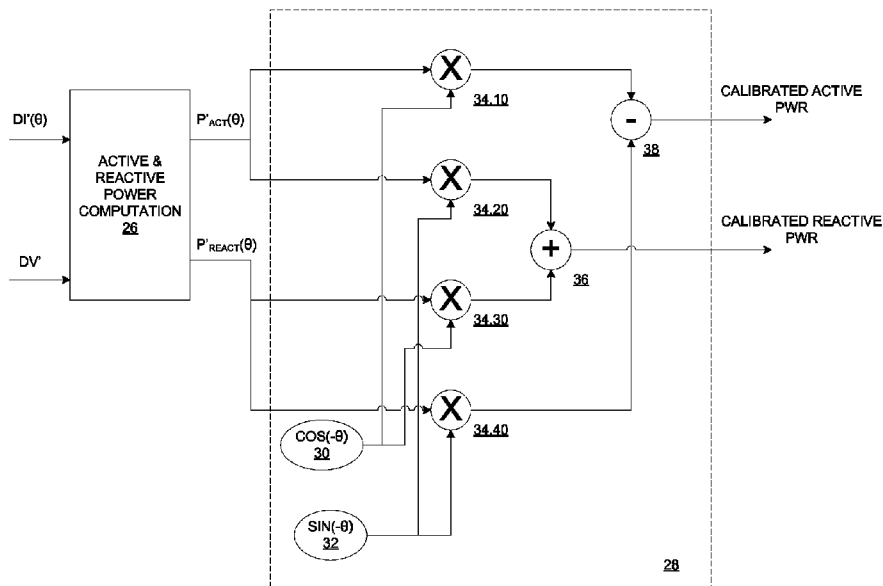 DI'(θ)
DV'
ACTIVE &
REACTIVE
POWER
COMPUTATION
26
P'ACT(θ)
P'REACT(θ)
X
34.10
X
34.20
X
34.30
X
34.40
COS(-θ)
30
SIN(-θ)
32
+
36
-
38
CALIBRATED ACTIVE
PWR
CALIBRATED REACTIVE
PWR
28